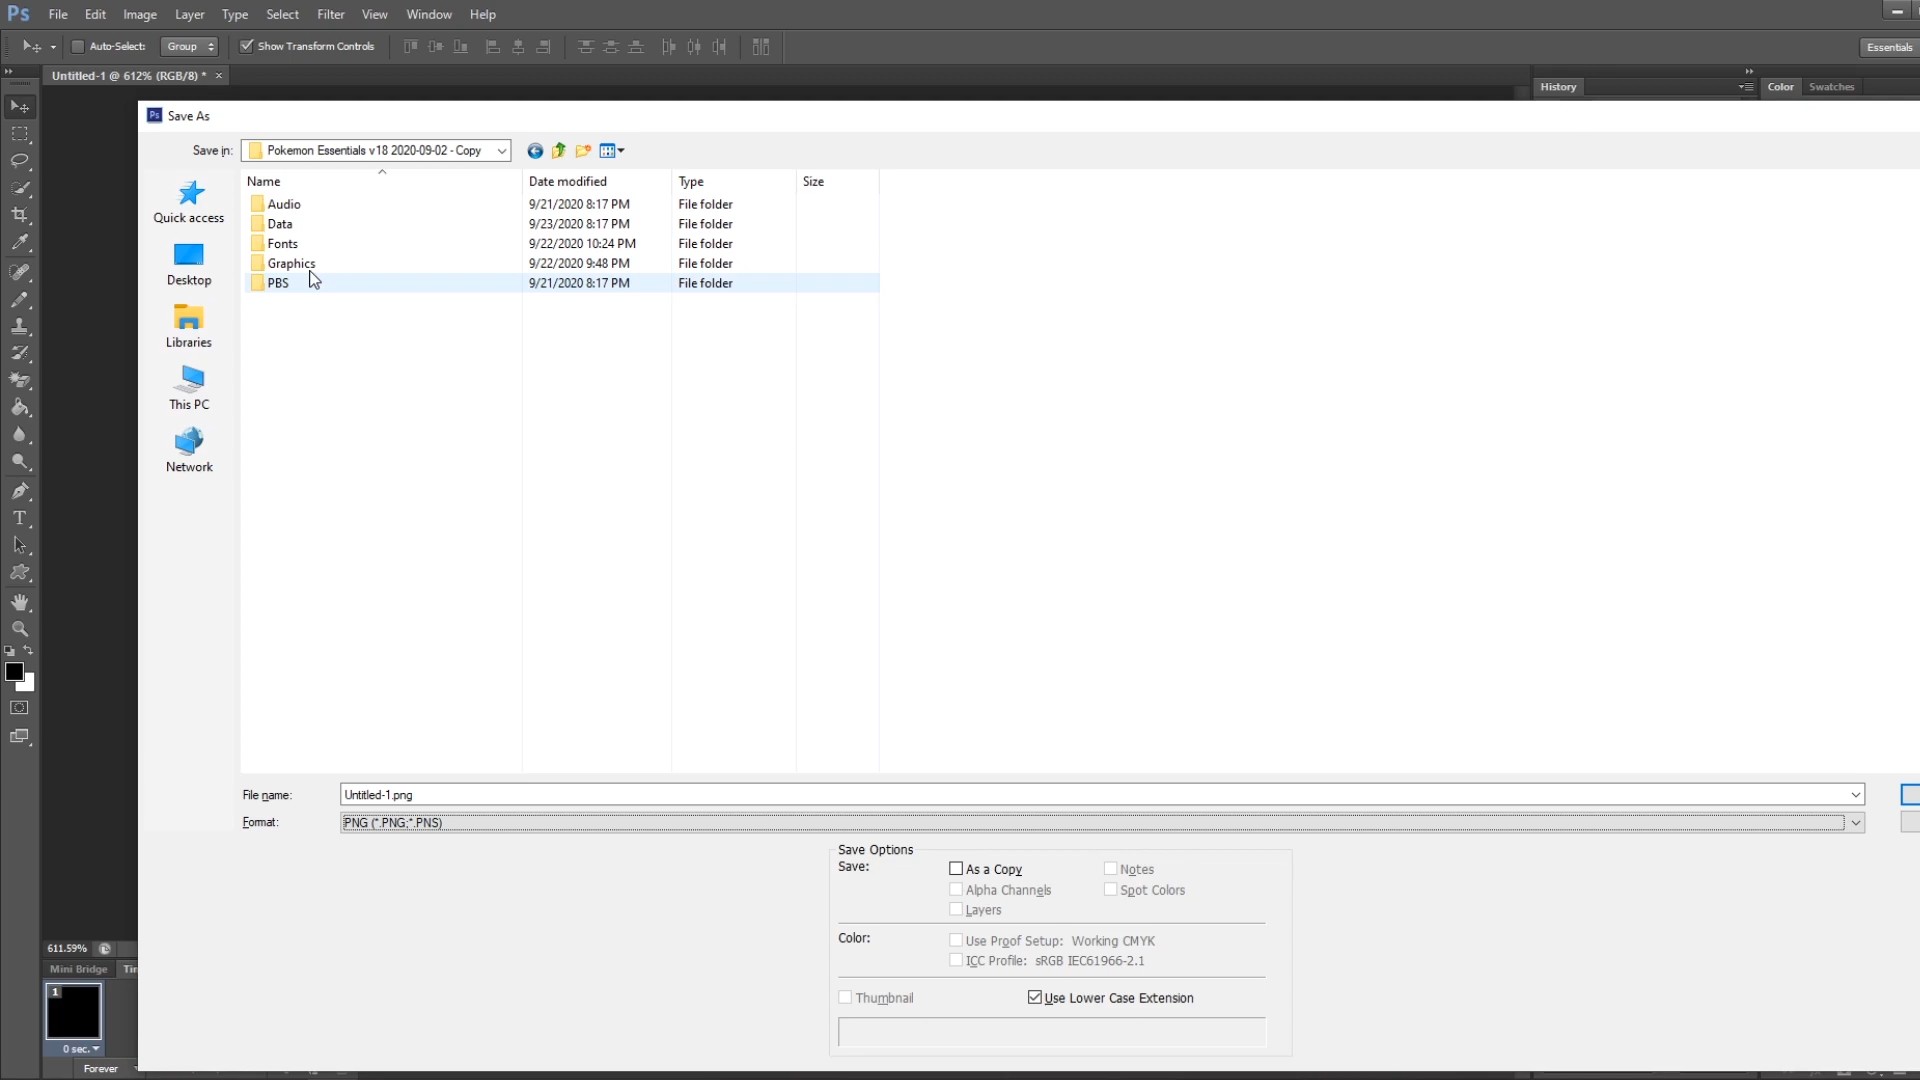 Ps File Edit Image Layer Type Select Filter View Window Help
Auto-Select: Group Show Transform Controls Essentials
Untitled-1 @ 612% (RGB/8) * ×
History Color Swatches
Ps Save As
Save in: Pokemon Essentials v18 2020-09-02 - Copy
Name Date modified Type Size
Audio 9/21/2020 8:17 PM File folder
Data 9/23/2020 8:17 PM File folder
Fonts 9/22/2020 10:24 PM File folder
Graphics 9/22/2020 9:48 PM File folder
PBS 9/21/2020 8:17 PM File folder
Quick access
Desktop
Libraries
This PC
Network
File name: Untitled-1.png
Format: PNG (*.PNG;*.PNS)
Save Options
Save: As a Copy Notes
Alpha Channels Spot Colors
Layers
Color: Use Proof Setup: Working CMYK
ICC Profile: sRGB IEC61966-2.1
Thumbnail Use Lower Case Extension
611.59%
Mini Bridge Tin
1
0 sec.
Forever